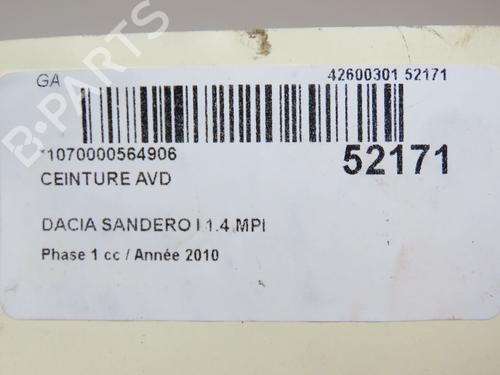 GA
42600301 52171
*1070000564906
52171
CEINTURE AVD
DACIA SANDERO I 1.4 MPI
Phase 1 cc / Année 2010
B-PARTS